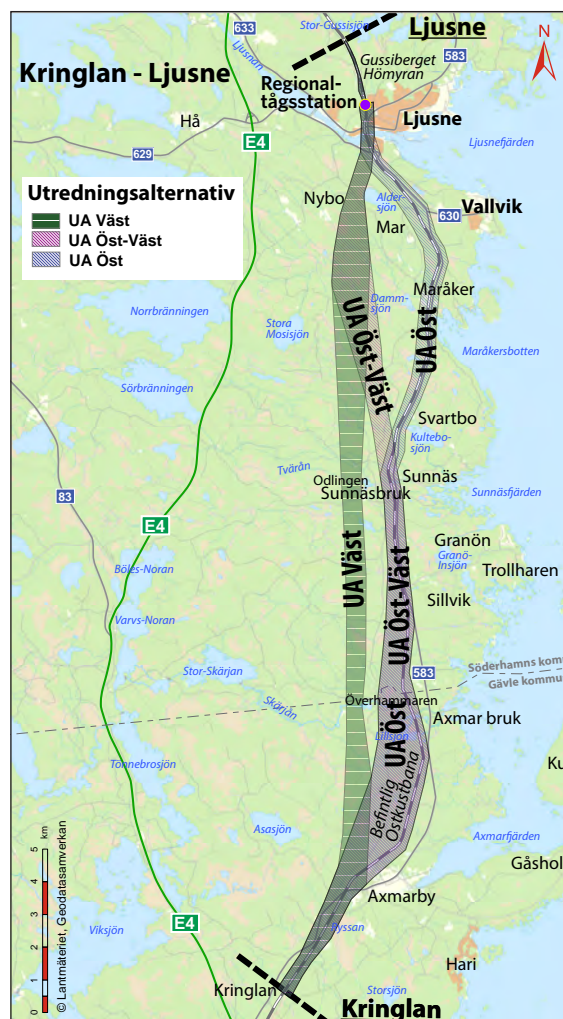 633
Stor-Gussisjön
Ljusne
583
Ljusnan
Gussiberget
Hömyran
Kringlan - Ljusne
Regional-
tågsstation
Hå
Ljusne
E4
Ljusnefjärden
629
Utredningsalternativ
UA Väst
UA Öst-Väst
UA Öst
Nybo
Alder-
sjön
Vallvik
630
Mar
Maråker
Damm-
sjön
Norrbränningen
Stora
Mosisjön
UA Öst-Väst
UA Öst
Maråkersbotten
Sörbränningen
Svartbo
Kultebo-
sjön
Tvärån
Odlingen
Sunnäsbruk
Sunnäs
Sunnäsfjärden
83
E4
UA Väst
UA Öst-Väst
Granön
Granö-
Insjön
Trollharen
Böles-Noran
Sillvik
Varvs-Noran
Stor-Skärjan
583
Söderhamns kom
Gävle kommu
Skärjan
Överhammaren
Axmar bruk
Lillsjön
UA Öst
Tönnebrosjön
Ku
Befintlig
Ostkustbana
Asasjön
Axmarfjärden
Gåshol
km
5
4
3
2
1
0
© Lantmäteriet, Geodatasamverkan
Axmarby
E4
Viksjön
Hari
Kringlan
Storsjön
Kringlan